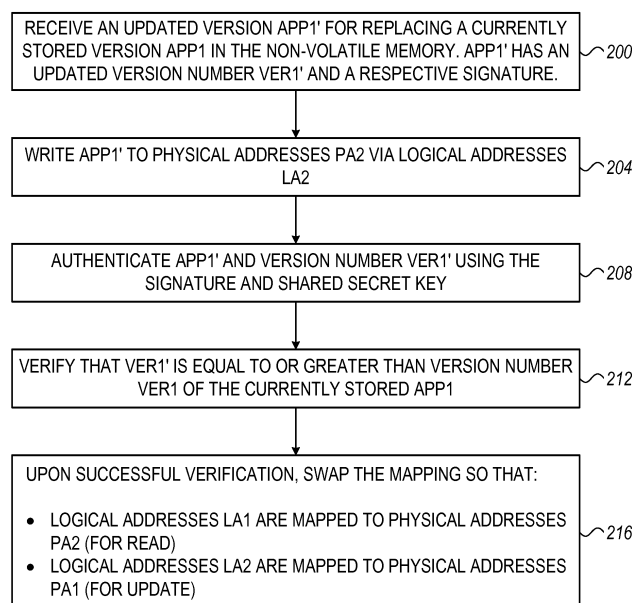 RECEIVE AN UPDATED VERSION APP1' FOR REPLACING A CURRENTLY
STORED VERSION APP1 IN THE NON-VOLATILE MEMORY. APP1' HAS AN
UPDATED VERSION NUMBER VER1' AND A RESPECTIVE SIGNATURE.
200
WRITE APP1' TO PHYSICAL ADDRESSES PA2 VIA LOGICAL ADDRESSES
LA2
204
AUTHENTICATE APP1' AND VERSION NUMBER VER1' USING THE
SIGNATURE AND SHARED SECRET KEY
208
VERIFY THAT VER1' IS EQUAL TO OR GREATER THAN VERSION NUMBER
VER1 OF THE CURRENTLY STORED APP1
212
UPON SUCCESSFUL VERIFICATION, SWAP THE MAPPING SO THAT:
• LOGICAL ADDRESSES LA1 ARE MAPPED TO PHYSICAL ADDRESSES
PA2 (FOR READ)
• LOGICAL ADDRESSES LA2 ARE MAPPED TO PHYSICAL ADDRESSES
PA1 (FOR UPDATE)
216